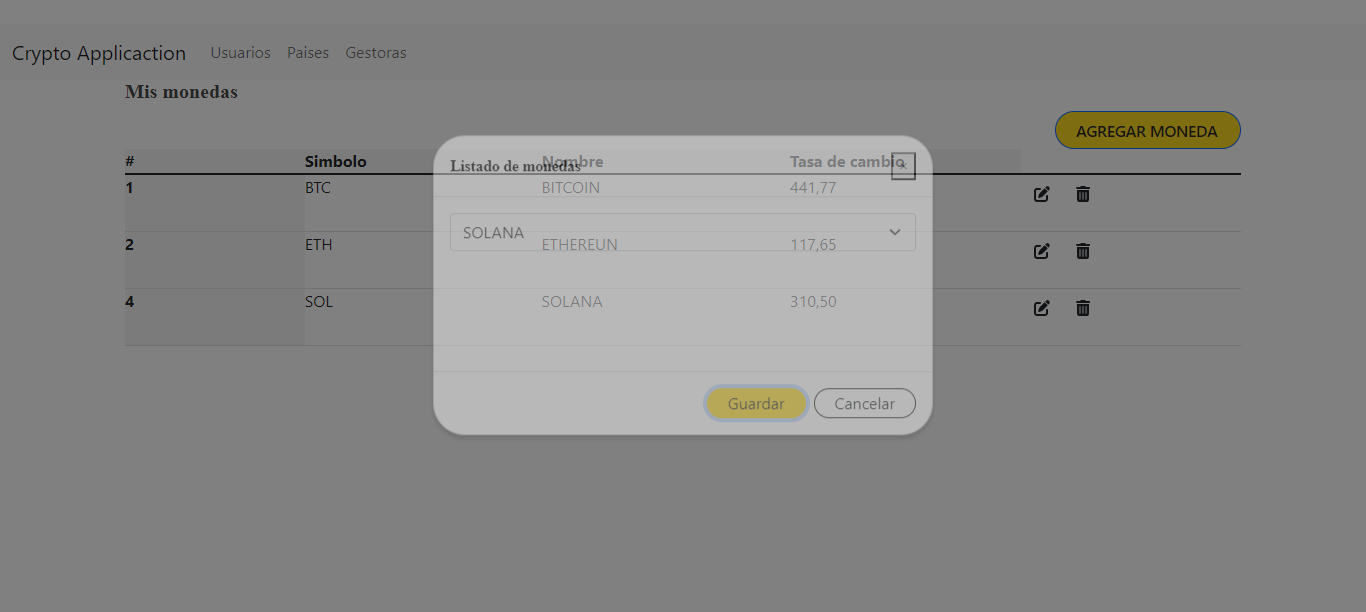 Crypto Applicaction Usuarios Paises Gestoras
Mis monedas
AGREGAR MONEDA
# Simbolo Nombre Tasa de cambio
1 BTC BITCOIN 441,77
2 ETH ETHEREUN 117,65
4 SOL SOLANA 310,50
Listado de monedas ×
SOLANA
Guardar Cancelar